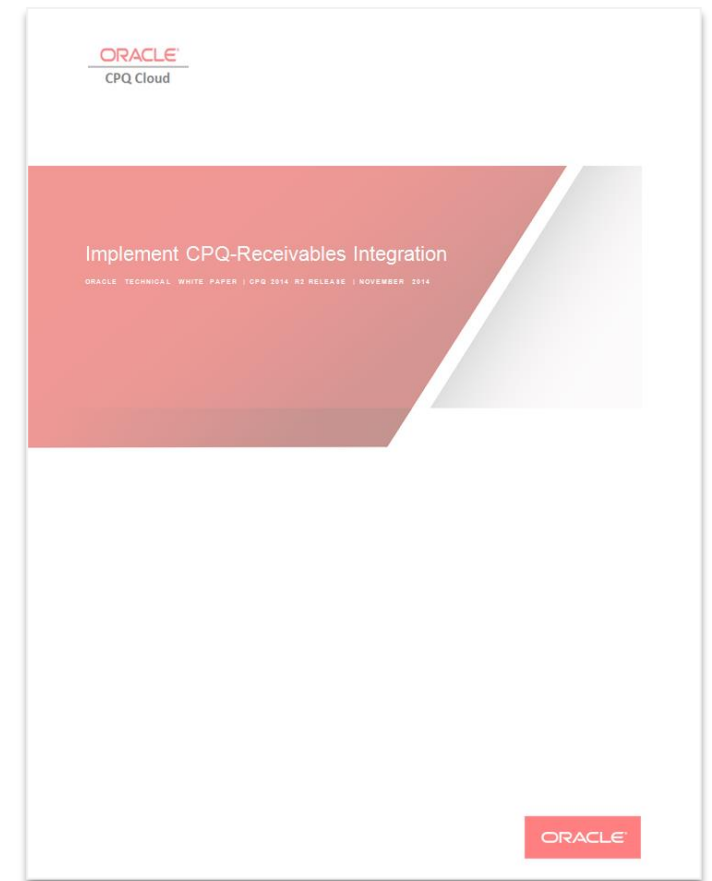 ORACLE
CPQ Cloud
Implement CPQ-Receivables Integration
ORACLE TECHNICAL WHITE PAPER | CPQ 2014 R2 RELEASE | NOVEMBER 2014
ORACLE